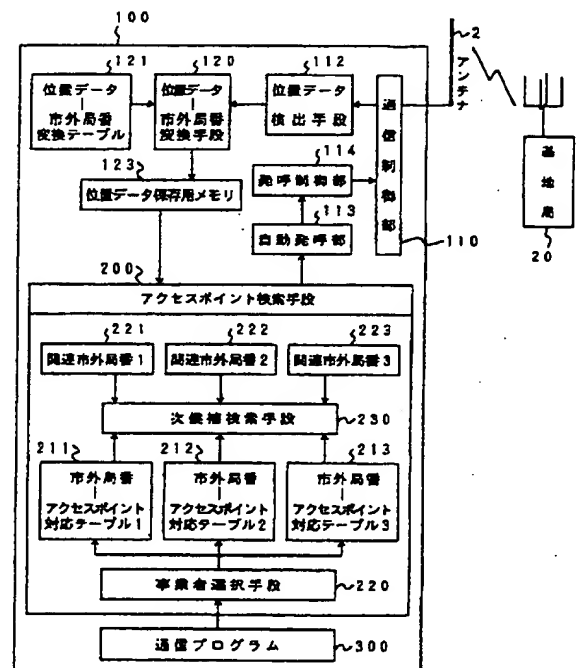 100
2
アンテナ
121
120
112
位置データ
|
市外局番
変換テーブル
位置データ
|
市外局番
変換手段
位置データ
検出手段
通信制御部
123
114
位置データ保存用メモリ
発呼制御部
113
自動発呼部
110
基地局
20
200
アクセスポイント検索手段
221
222
223
関連市外局番1
関連市外局番2
関連市外局番3
次候補検索手段
230
211
212
213
市外局番
|
アクセスポイント
対応テーブル1
市外局番
|
アクセスポイント
対応テーブル2
市外局番
|
アクセスポイント
対応テーブル3
事業者選択手段
220
通信プログラム
300